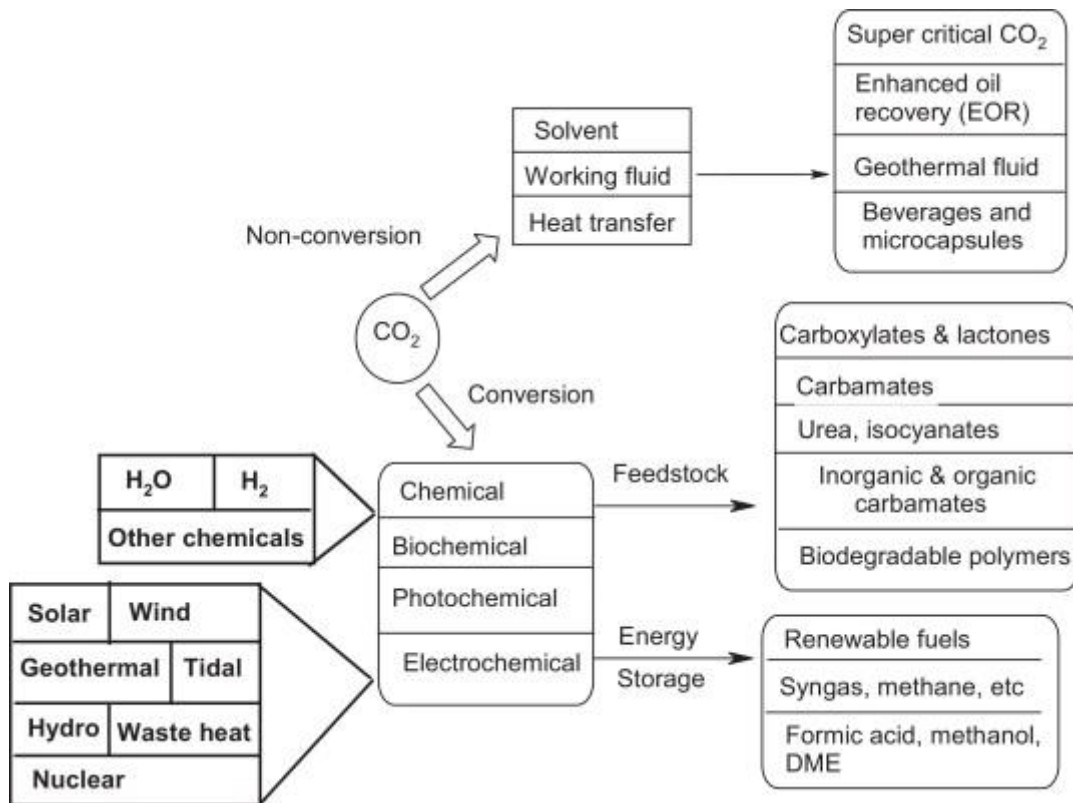 Super critical CO₂
Enhanced oil
recovery (EOR)
Geothermal fluid
Beverages and
microcapsules
Solvent
Working fluid
Heat transfer
Non-conversion
CO₂
Conversion
Carboxylates & lactones
Carbamates
Urea, isocyanates
Inorganic & organic
carbamates
Biodegradable polymers
H₂O
H₂
Other chemicals
Chemical
Biochemical
Photochemical
Electrochemical
Feedstock
Solar
Wind
Geothermal
Tidal
Hydro
Waste heat
Nuclear
Energy
Storage
Renewable fuels
Syngas, methane, etc
Formic acid, methanol,
DME